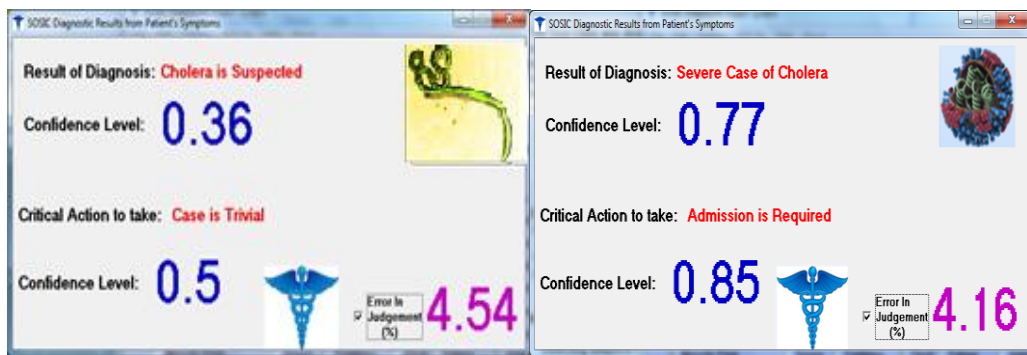 SOSIC Diagnostic Results from Patient's Symptoms
Result of Diagnosis: Cholera is Suspected
Confidence Level: 0.36
Critical Action to take: Case is Trivial
Confidence Level: 0.5
Error In
Judgement
(%)
4.54
SOSIC Diagnostic Results from Patient's Symptoms
Result of Diagnosis: Severe Case of Cholera
Confidence Level: 0.77
Critical Action to take: Admission is Required
Confidence Level: 0.85
Error In
Judgement
(%)
4.16